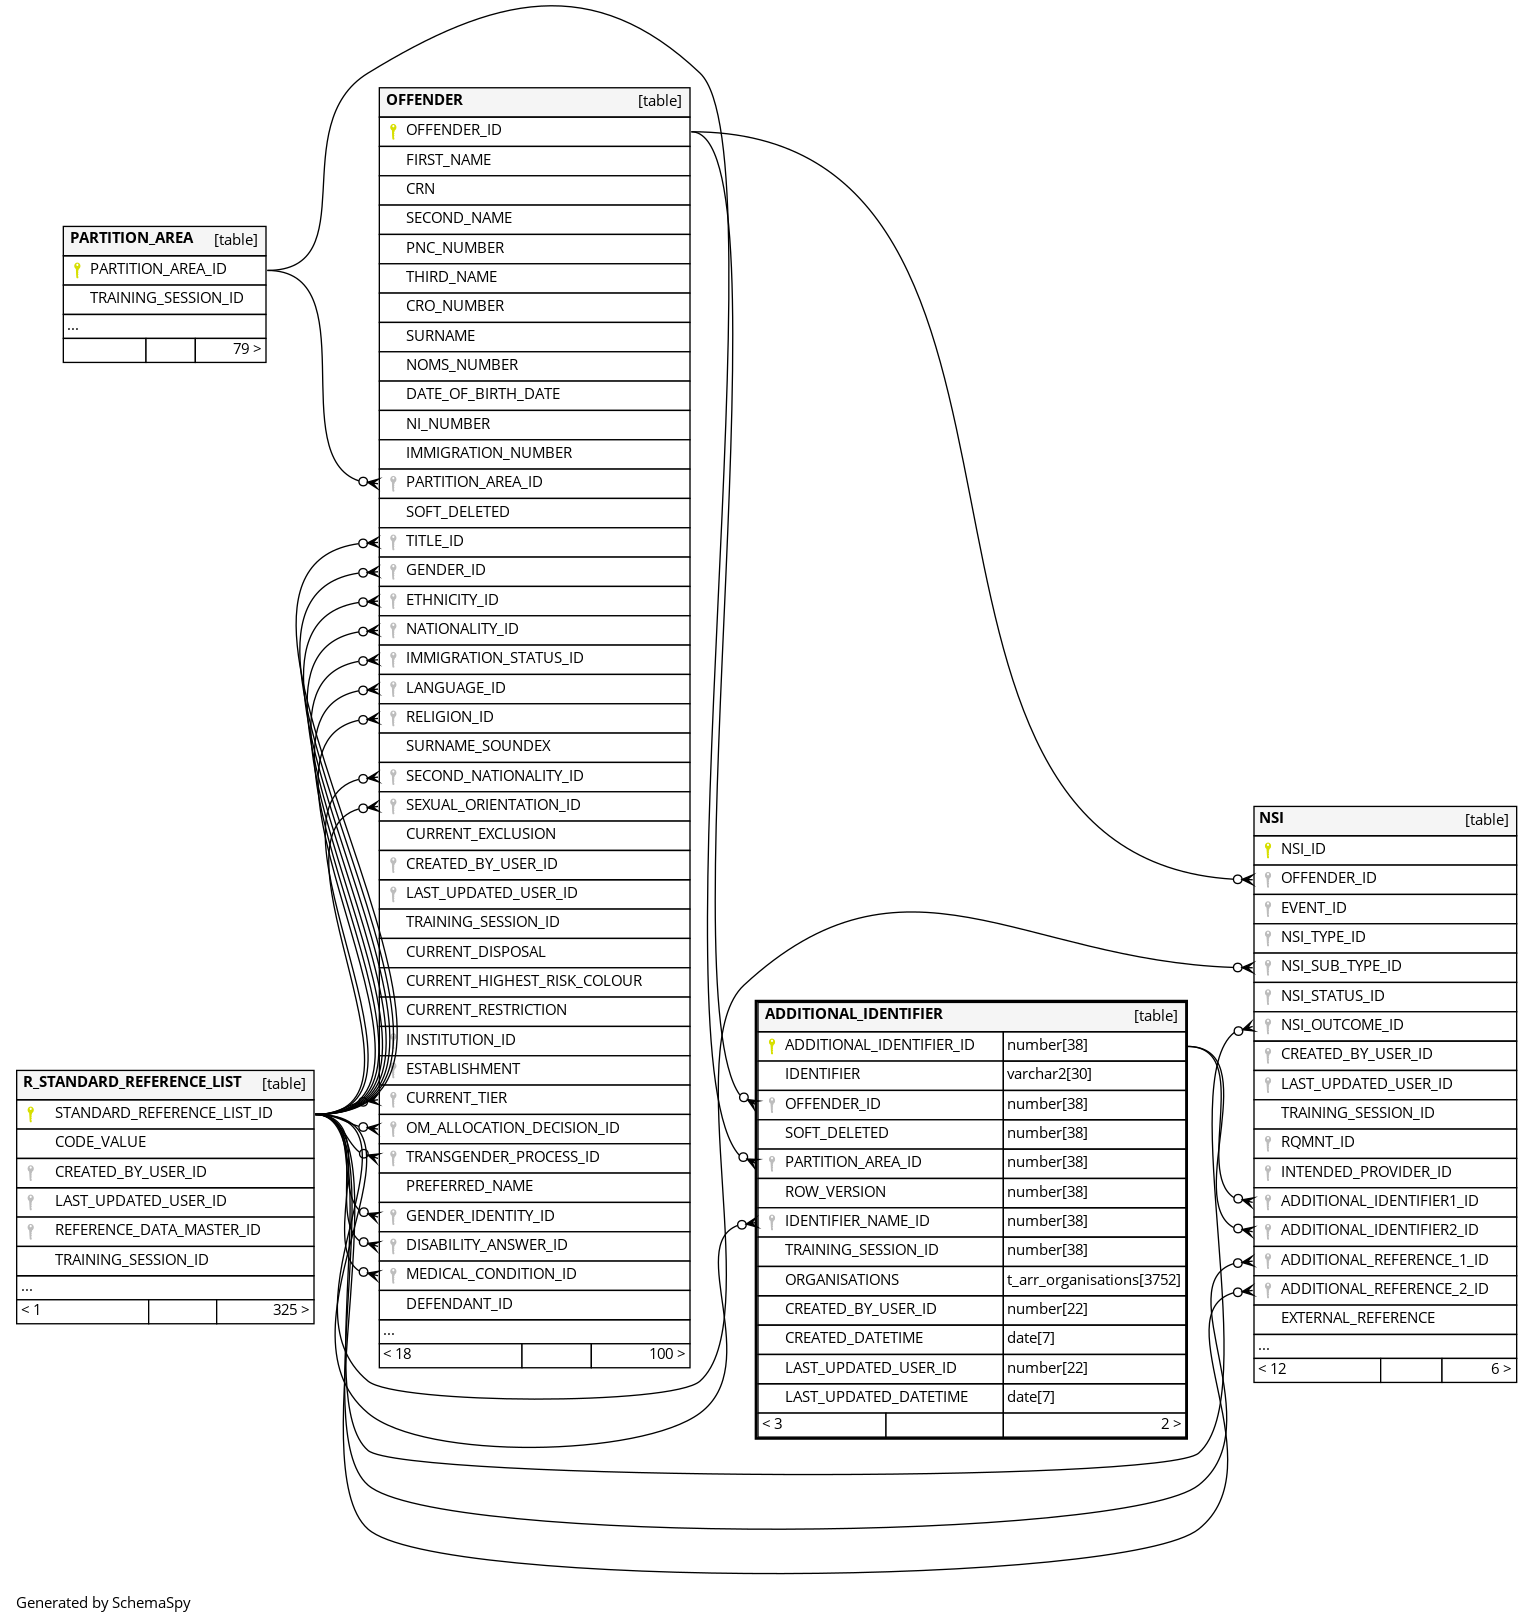 OFFENDER [table]
OFFENDER_ID
FIRST_NAME
CRN
SECOND_NAME
PNC_NUMBER
THIRD_NAME
CRO_NUMBER
SURNAME
NOMS_NUMBER
DATE_OF_BIRTH_DATE
NI_NUMBER
IMMIGRATION_NUMBER
PARTITION_AREA_ID
SOFT_DELETED
TITLE_ID
GENDER_ID
ETHNICITY_ID
NATIONALITY_ID
IMMIGRATION_STATUS_ID
LANGUAGE_ID
RELIGION_ID
SURNAME_SOUNDEX
SECOND_NATIONALITY_ID
SEXUAL_ORIENTATION_ID
CURRENT_EXCLUSION
CREATED_BY_USER_ID
LAST_UPDATED_USER_ID
TRAINING_SESSION_ID
CURRENT_DISPOSAL
CURRENT_HIGHEST_RISK_COLOUR
CURRENT_RESTRICTION
INSTITUTION_ID
ESTABLISHMENT
CURRENT_TIER
OM_ALLOCATION_DECISION_ID
TRANSGENDER_PROCESS_ID
PREFERRED_NAME
GENDER_IDENTITY_ID
DISABILITY_ANSWER_ID
MEDICAL_CONDITION_ID
DEFENDANT_ID
...
< 18 100 >
PARTITION_AREA [table]
PARTITION_AREA_ID
TRAINING_SESSION_ID
...
79 >
R_STANDARD_REFERENCE_LIST [table]
STANDARD_REFERENCE_LIST_ID
CODE_VALUE
CREATED_BY_USER_ID
LAST_UPDATED_USER_ID
REFERENCE_DATA_MASTER_ID
TRAINING_SESSION_ID
...
< 1 325 >
ADDITIONAL_IDENTIFIER [table]
ADDITIONAL_IDENTIFIER_ID number[38]
IDENTIFIER varchar2[30]
OFFENDER_ID number[38]
SOFT_DELETED number[38]
PARTITION_AREA_ID number[38]
ROW_VERSION number[38]
IDENTIFIER_NAME_ID number[38]
TRAINING_SESSION_ID number[38]
ORGANISATIONS t_arr_organisations[3752]
CREATED_BY_USER_ID number[22]
CREATED_DATETIME date[7]
LAST_UPDATED_USER_ID number[22]
LAST_UPDATED_DATETIME date[7]
< 3 2 >
NSI [table]
NSI_ID
OFFENDER_ID
EVENT_ID
NSI_TYPE_ID
NSI_SUB_TYPE_ID
NSI_STATUS_ID
NSI_OUTCOME_ID
CREATED_BY_USER_ID
LAST_UPDATED_USER_ID
TRAINING_SESSION_ID
RQMNT_ID
INTENDED_PROVIDER_ID
ADDITIONAL_IDENTIFIER1_ID
ADDITIONAL_IDENTIFIER2_ID
ADDITIONAL_REFERENCE_1_ID
ADDITIONAL_REFERENCE_2_ID
EXTERNAL_REFERENCE
...
< 12 6 >
Generated by SchemaSpy